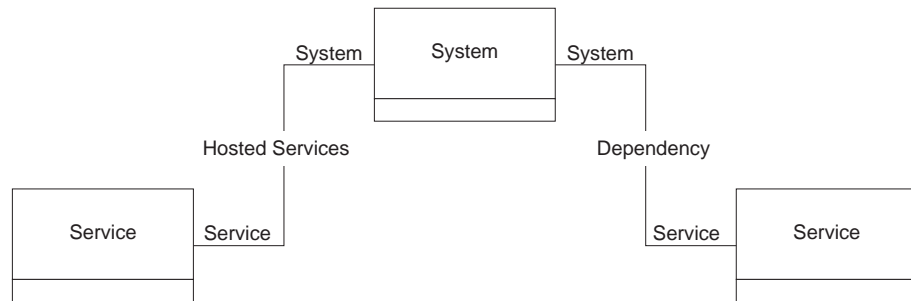 System
System
System
Hosted Services
Dependency
Service
Service
Service
Service